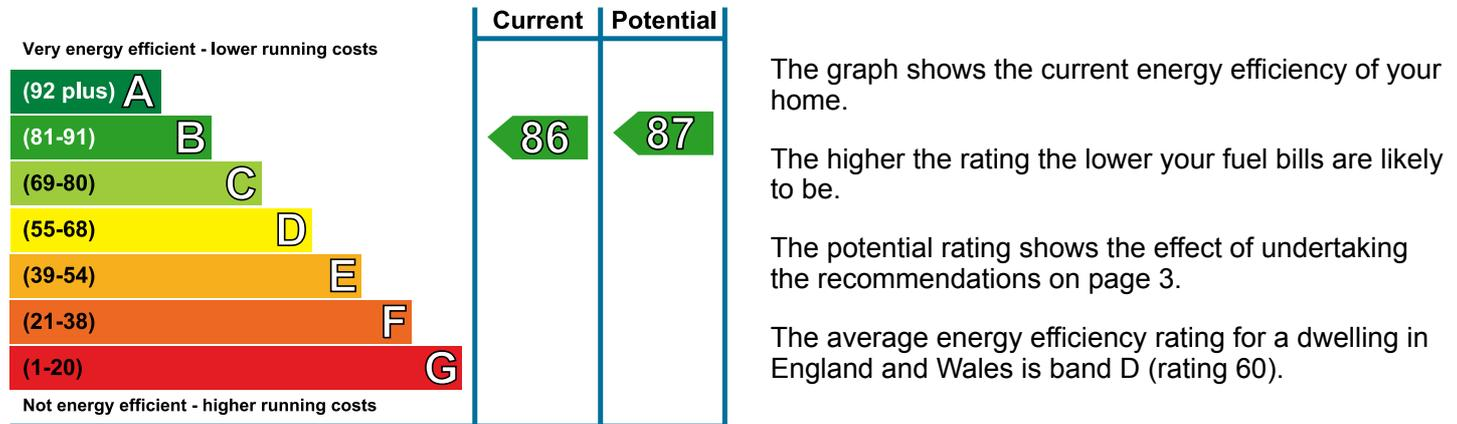 Current Potential
Very energy efficient - lower running costs
(92 plus) A
(81-91) B
86 87
(69-80) C
(55-68) D
(39-54) E
(21-38) F
(1-20) G
Not energy efficient - higher running costs
The graph shows the current energy efficiency of your
home.
The higher the rating the lower your fuel bills are likely
to be.
The potential rating shows the effect of undertaking
the recommendations on page 3.
The average energy efficiency rating for a dwelling in
England and Wales is band D (rating 60).